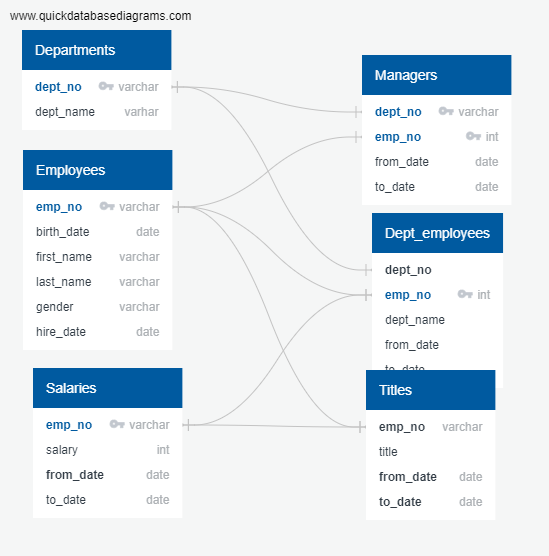 www.quickdatabasediagrams.com
Departments
dept_no varchar
dept_name varhar
Employees
emp_no varchar
birth_date date
first_name varchar
last_name varchar
gender varchar
hire_date date
Salaries
emp_no varchar
salary int
from_date date
to_date date
Managers
dept_no varchar
emp_no int
from_date date
to_date date
Dept_employees
dept_no
emp_no int
dept_name
from_date
to_date
Titles
emp_no varchar
title
from_date date
to_date date